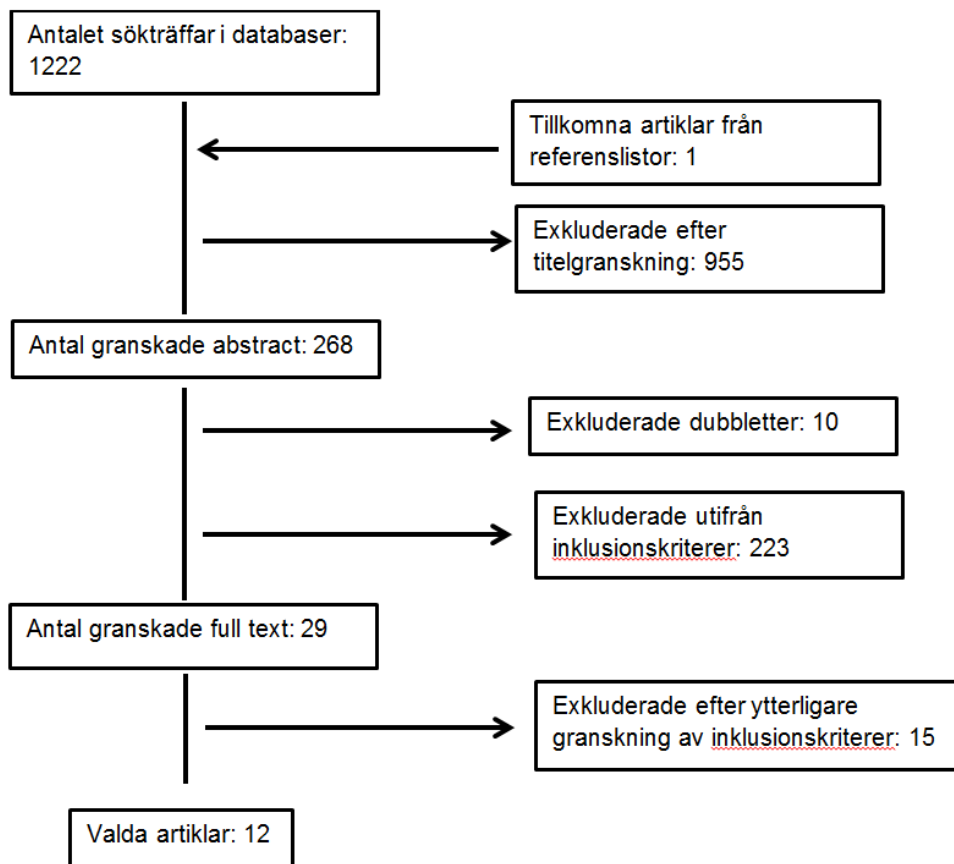 Antalet sökträffar i databaser:
1222
Tillkomna artiklar från
referenslistor: 1
Exkluderade efter
titelgranskning: 955
Antal granskade abstract: 268
Exkluderade dubbletter: 10
Exkluderade utifrån
inklusionskriterer: 223
Antal granskade full text: 29
Exkluderade efter ytterligare
granskning av inklusionskriterer: 15
Valda artiklar: 12